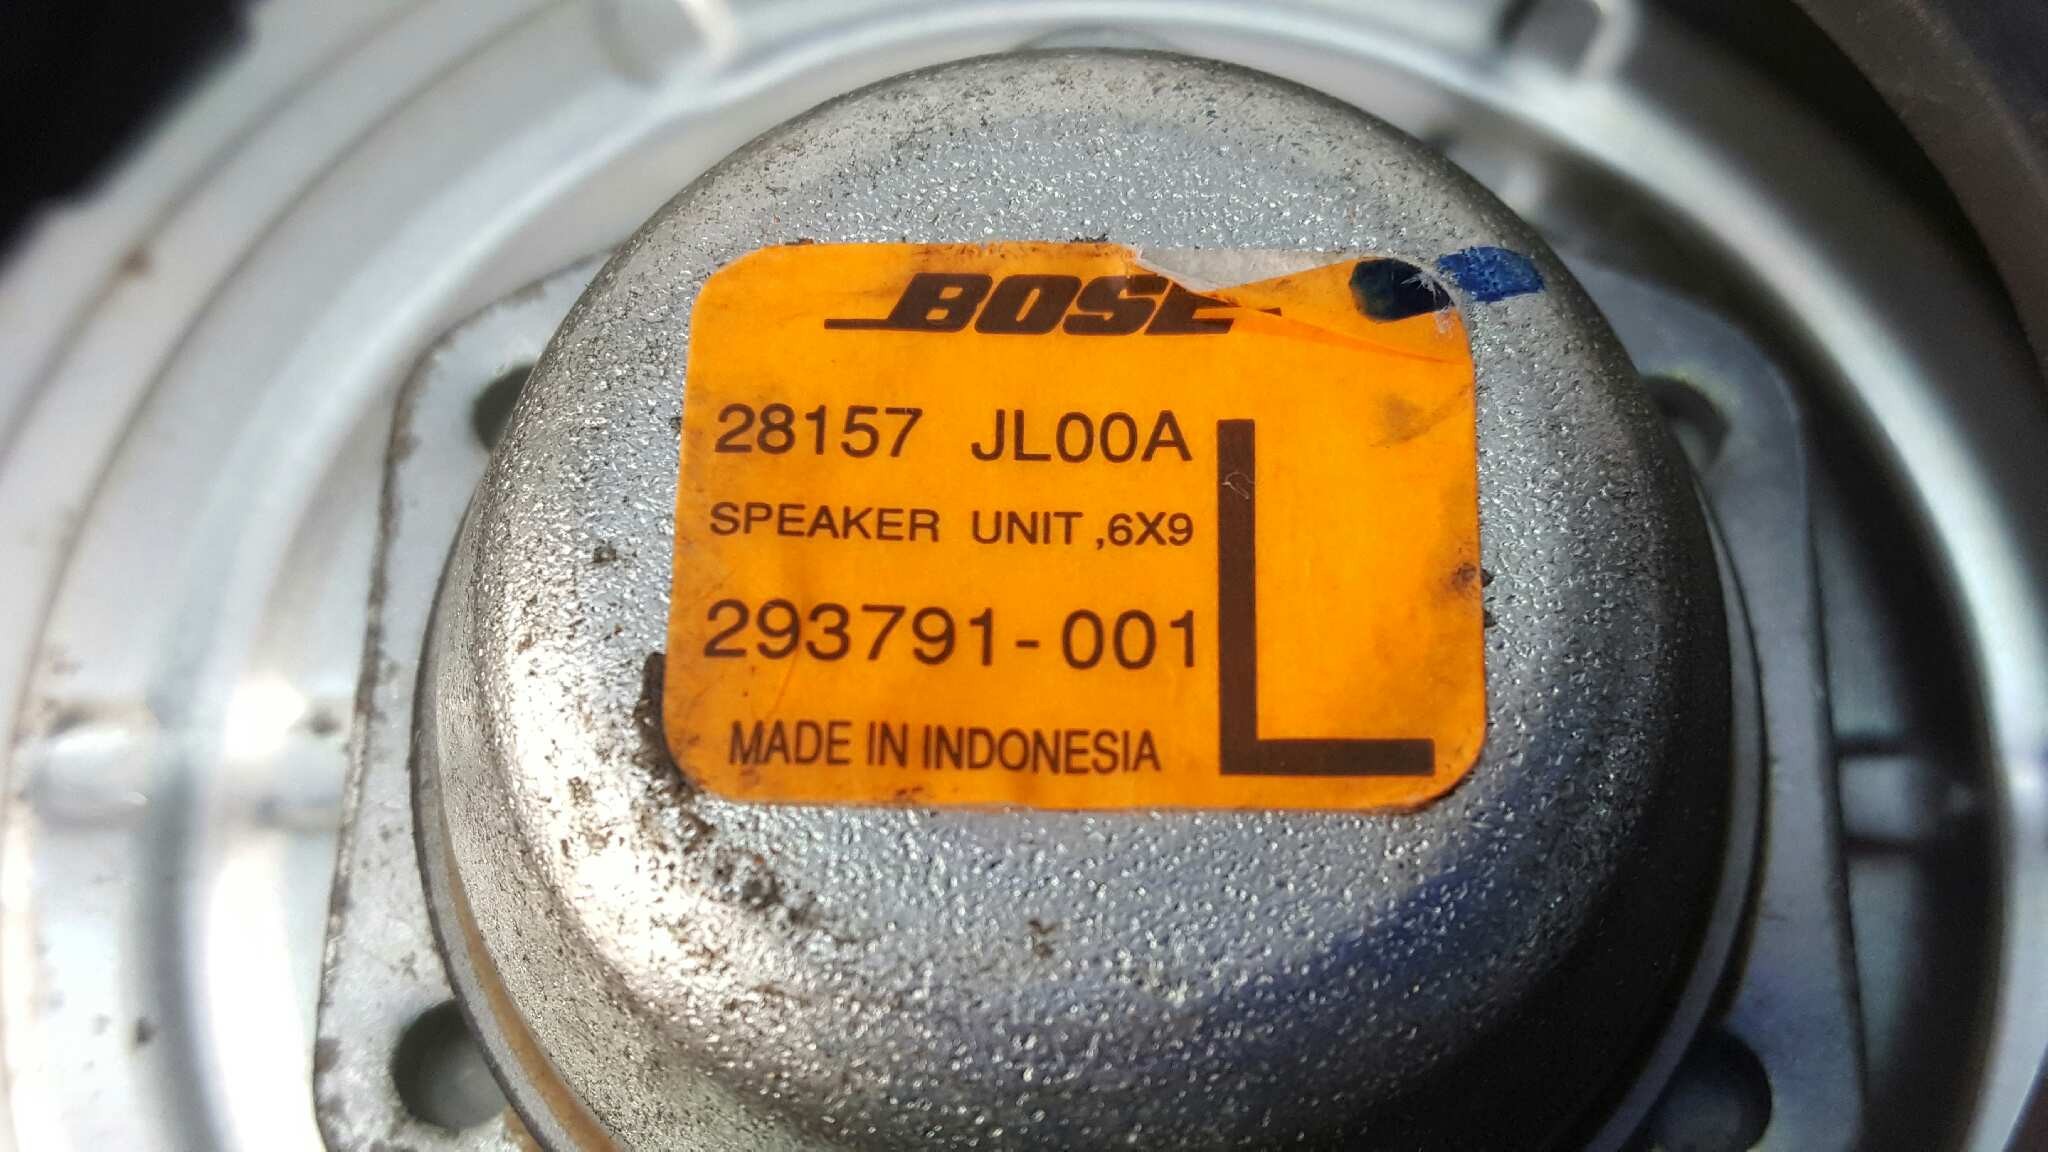 BOSE
28157 JL00A
SPEAKER UNIT ,6X9
293791-001
MADE IN INDONESIA
L